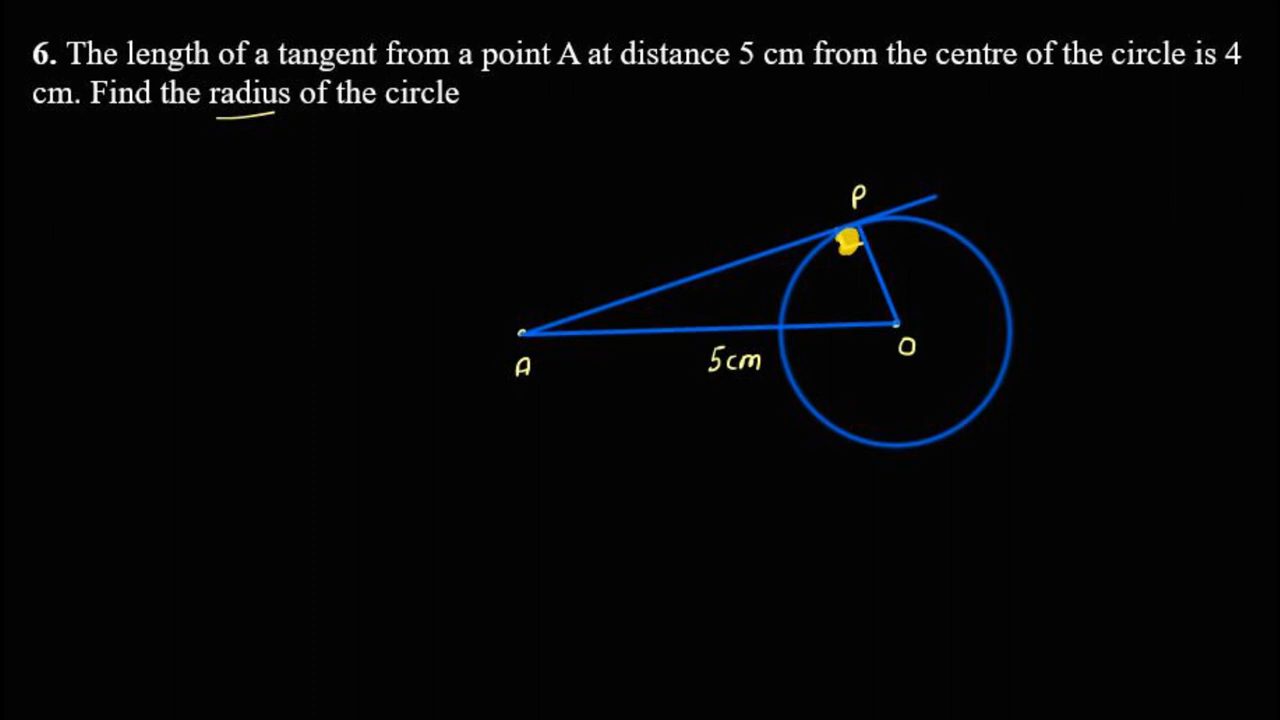 6. The length of a tangent from a point A at distance 5 cm from the centre of the circle is 4
cm. Find the radius of the circle
P
A
5cm
O